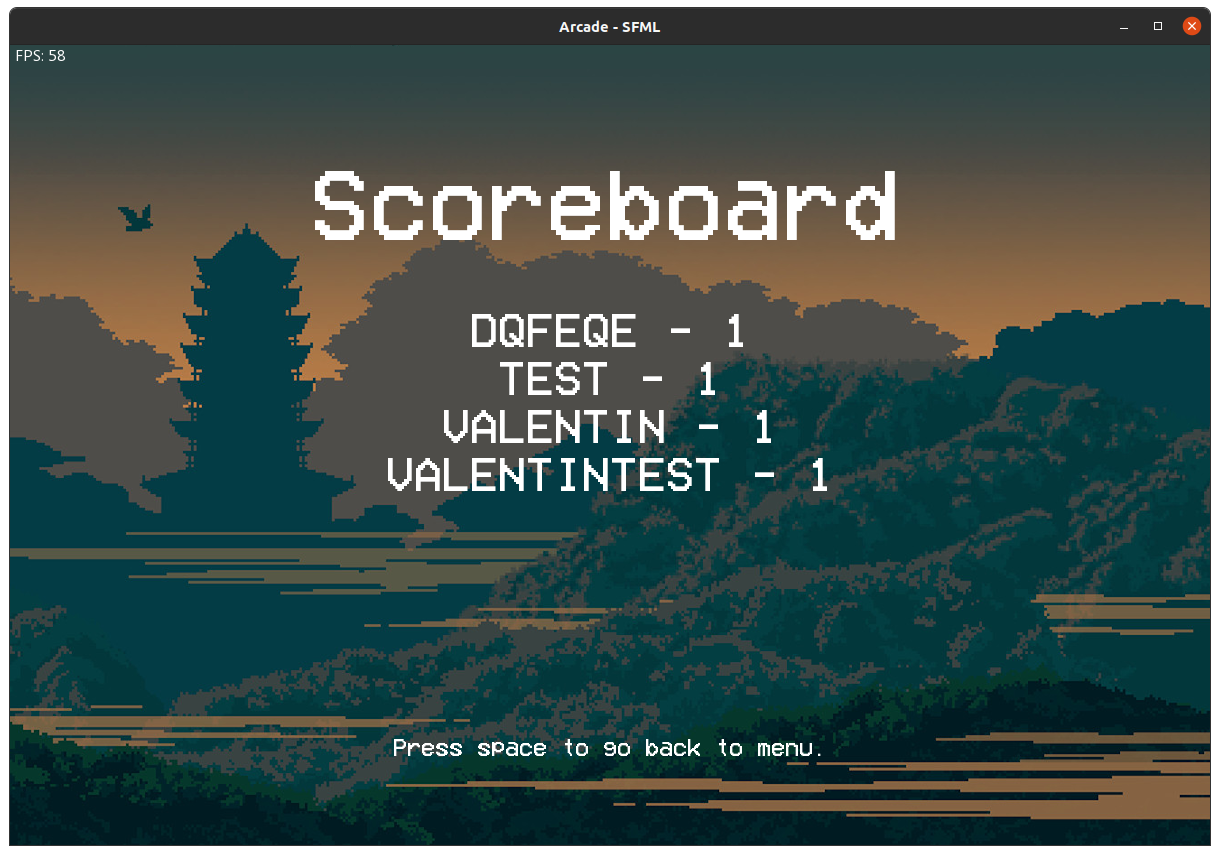 Arcade - SFML
FPS: 58
Scoreboard
DQFEQE - 1
TEST - 1
VALENTIN - 1
VALENTINTEST - 1
Press space to go back to menu.